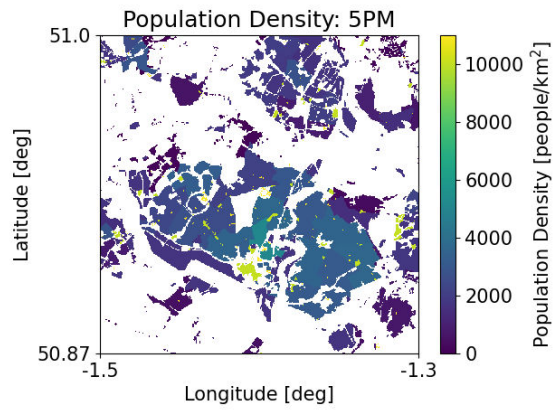 Population Density: 5PM
51.0
50.87
Latitude [deg]
-1.5
-1.3
Longitude [deg]
10000
8000
6000
4000
2000
0
Population Density [people/km²]